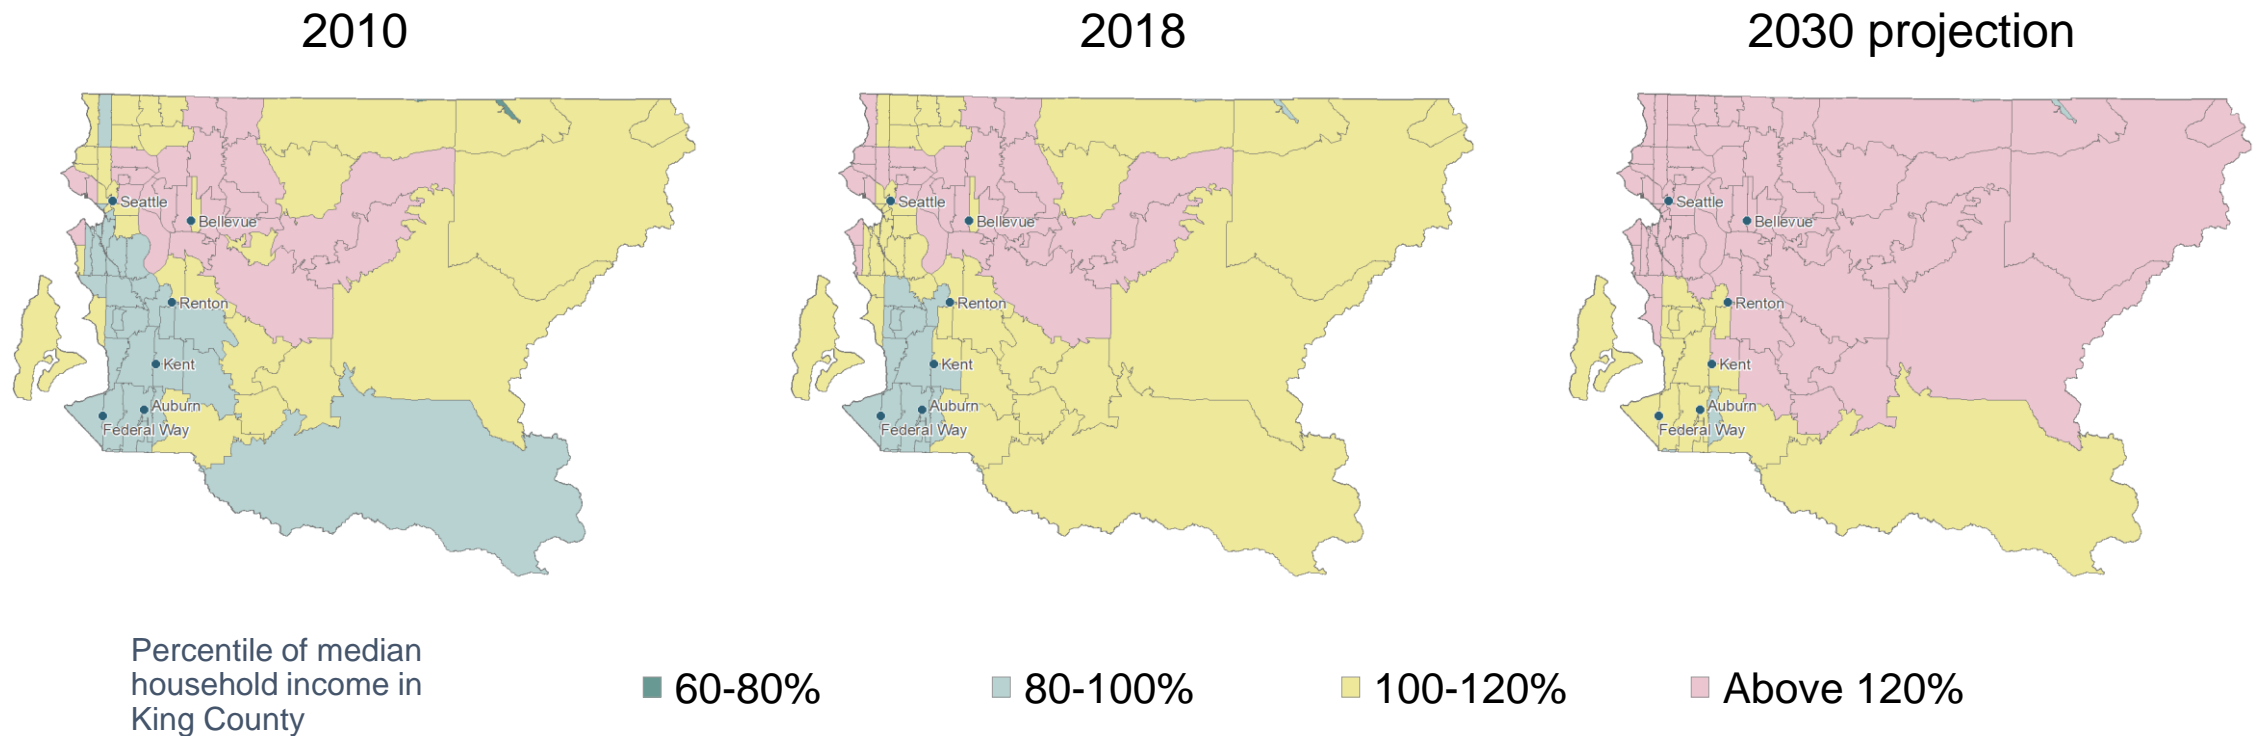 2010
2018
2030 projection
Seattle
Bellevue
Renton
Kent
Auburn
Federal Way
Seattle
Bellevue
Renton
Kent
Auburn
Federal Way
Seattle
Bellevue
Renton
Kent
Auburn
Federal Way
Percentile of median
household income in
King County
60-80%
80-100%
100-120%
Above 120%